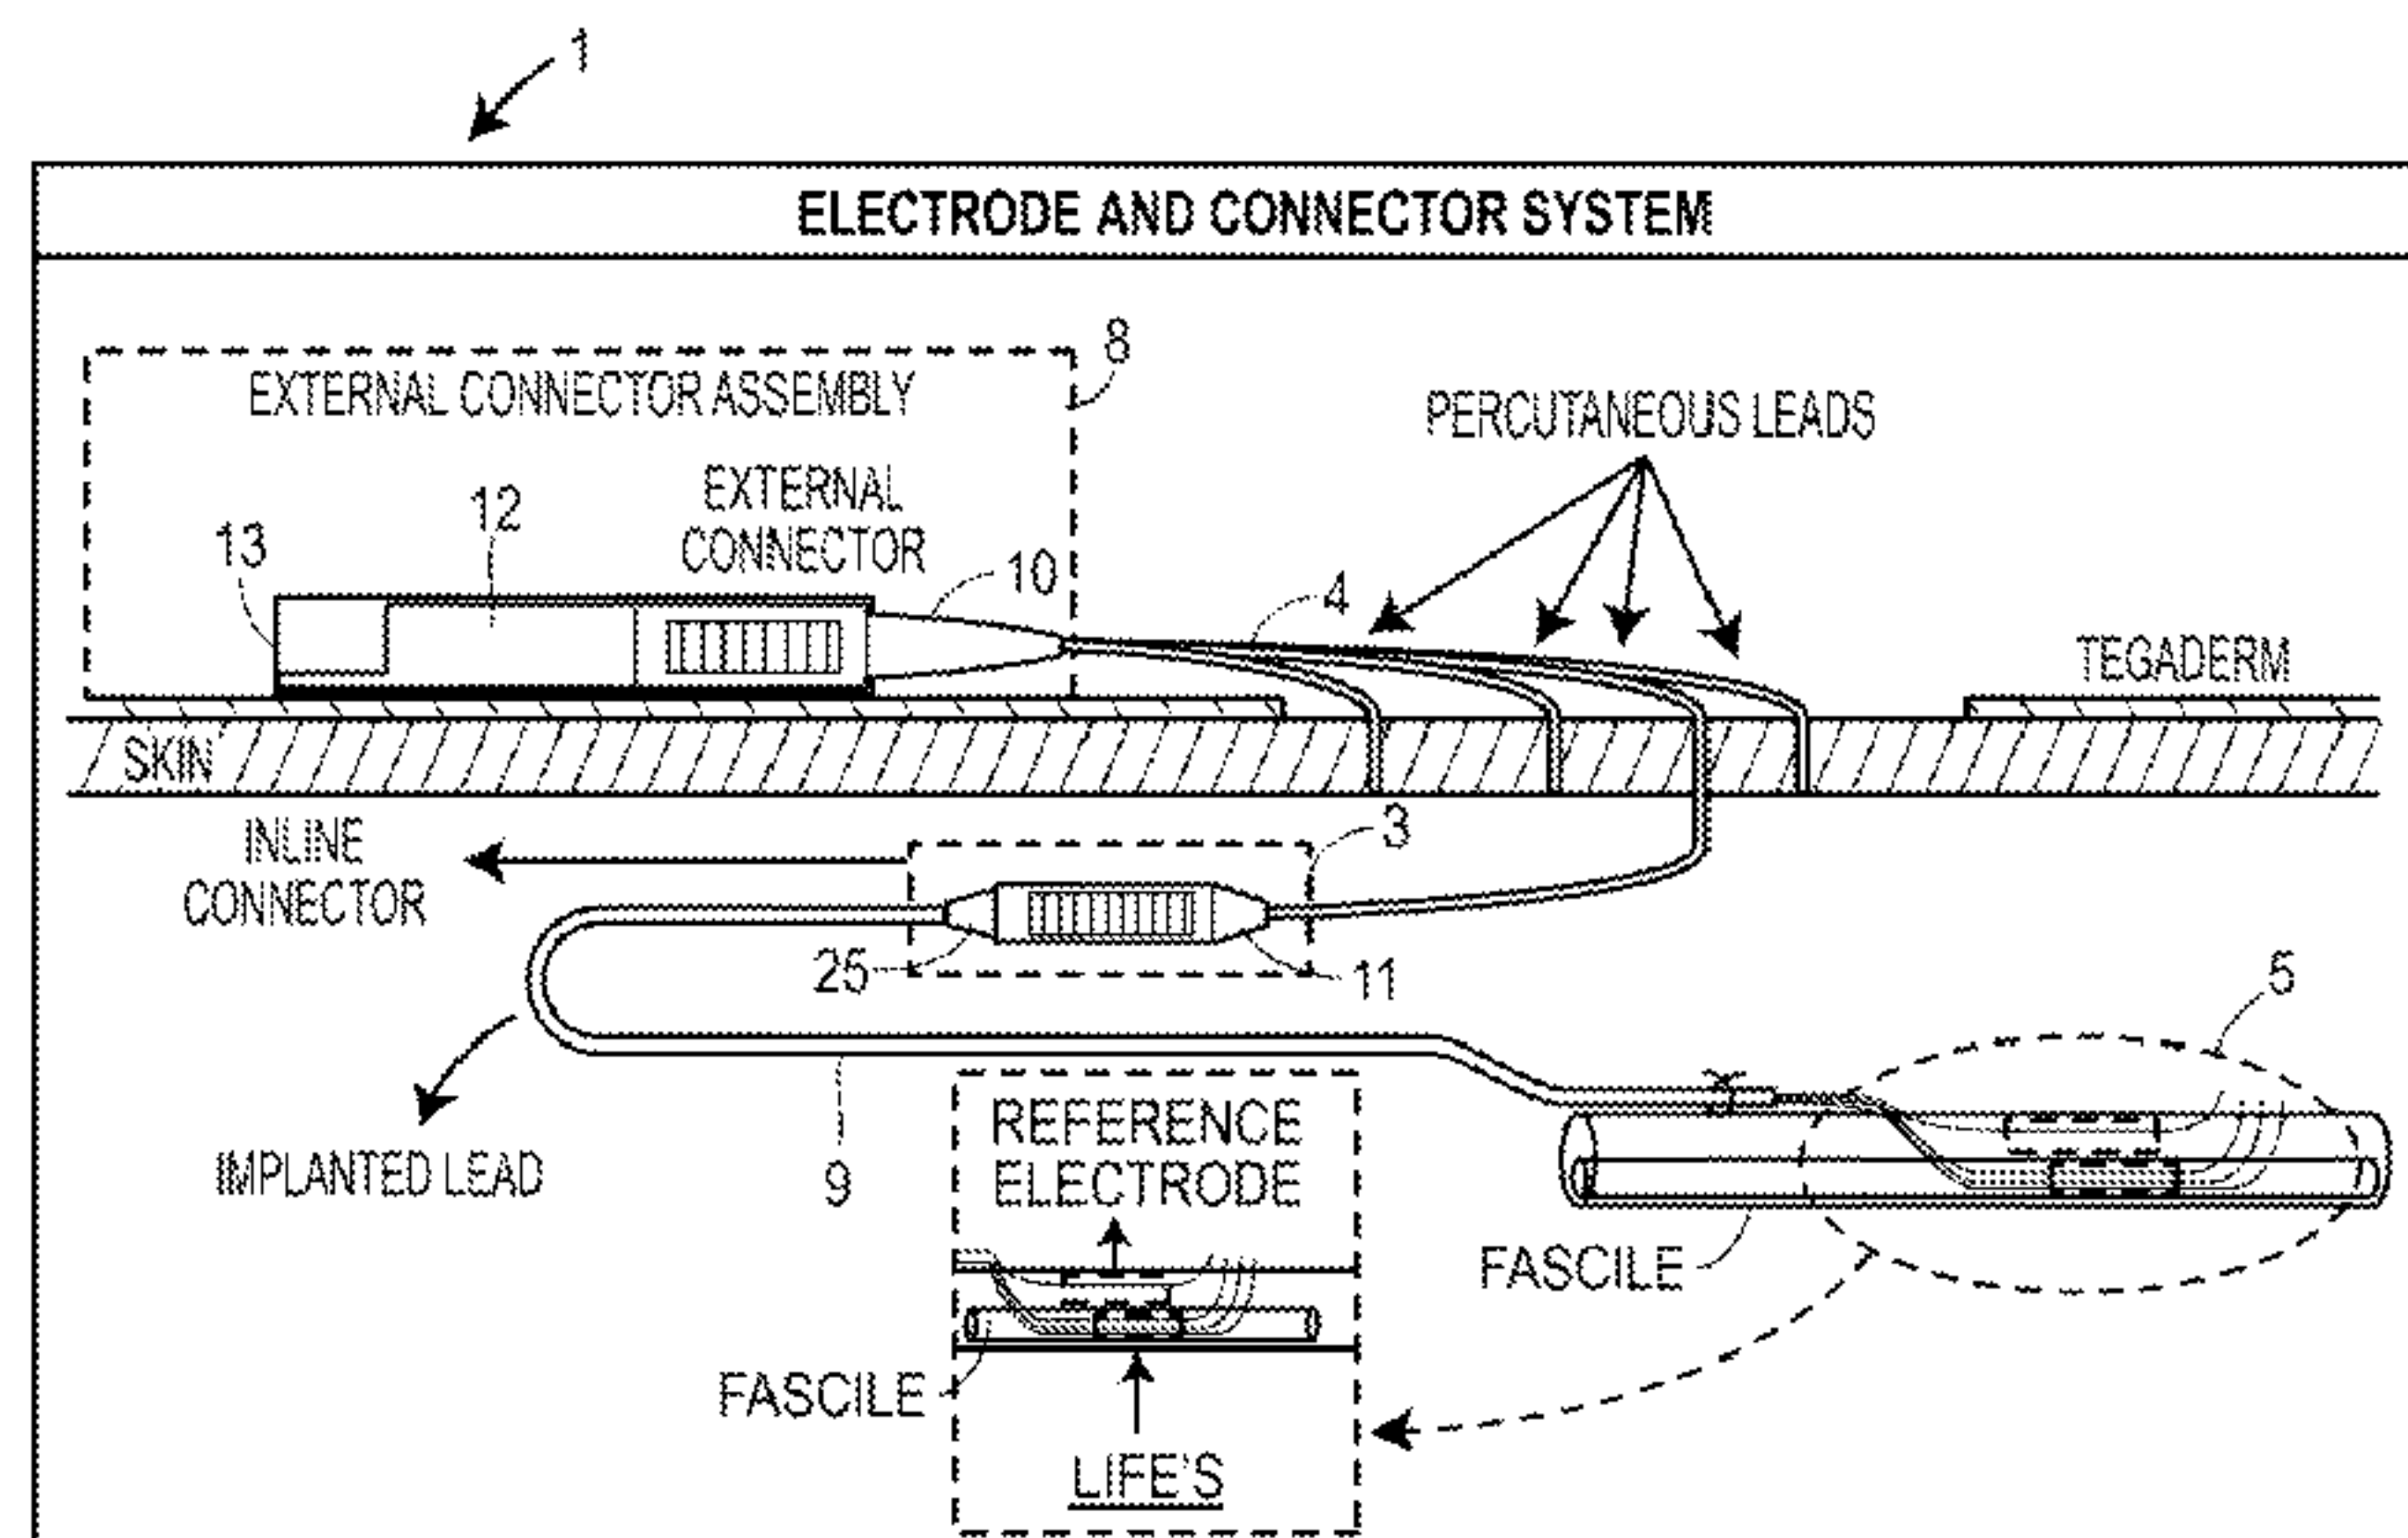 1
ELECTRODE AND CONNECTOR SYSTEM
8
EXTERNAL CONNECTOR ASSEMBLY
PERCUTANEOUS LEADS
EXTERNAL
CONNECTOR
12
13
10
4
TEGADERM
SKIN
INLINE
CONNECTOR
3
25
11
5
REFERENCE
ELECTRODE
IMPLANTED LEAD
9
FASCILE
FASCILE
LIFE'S